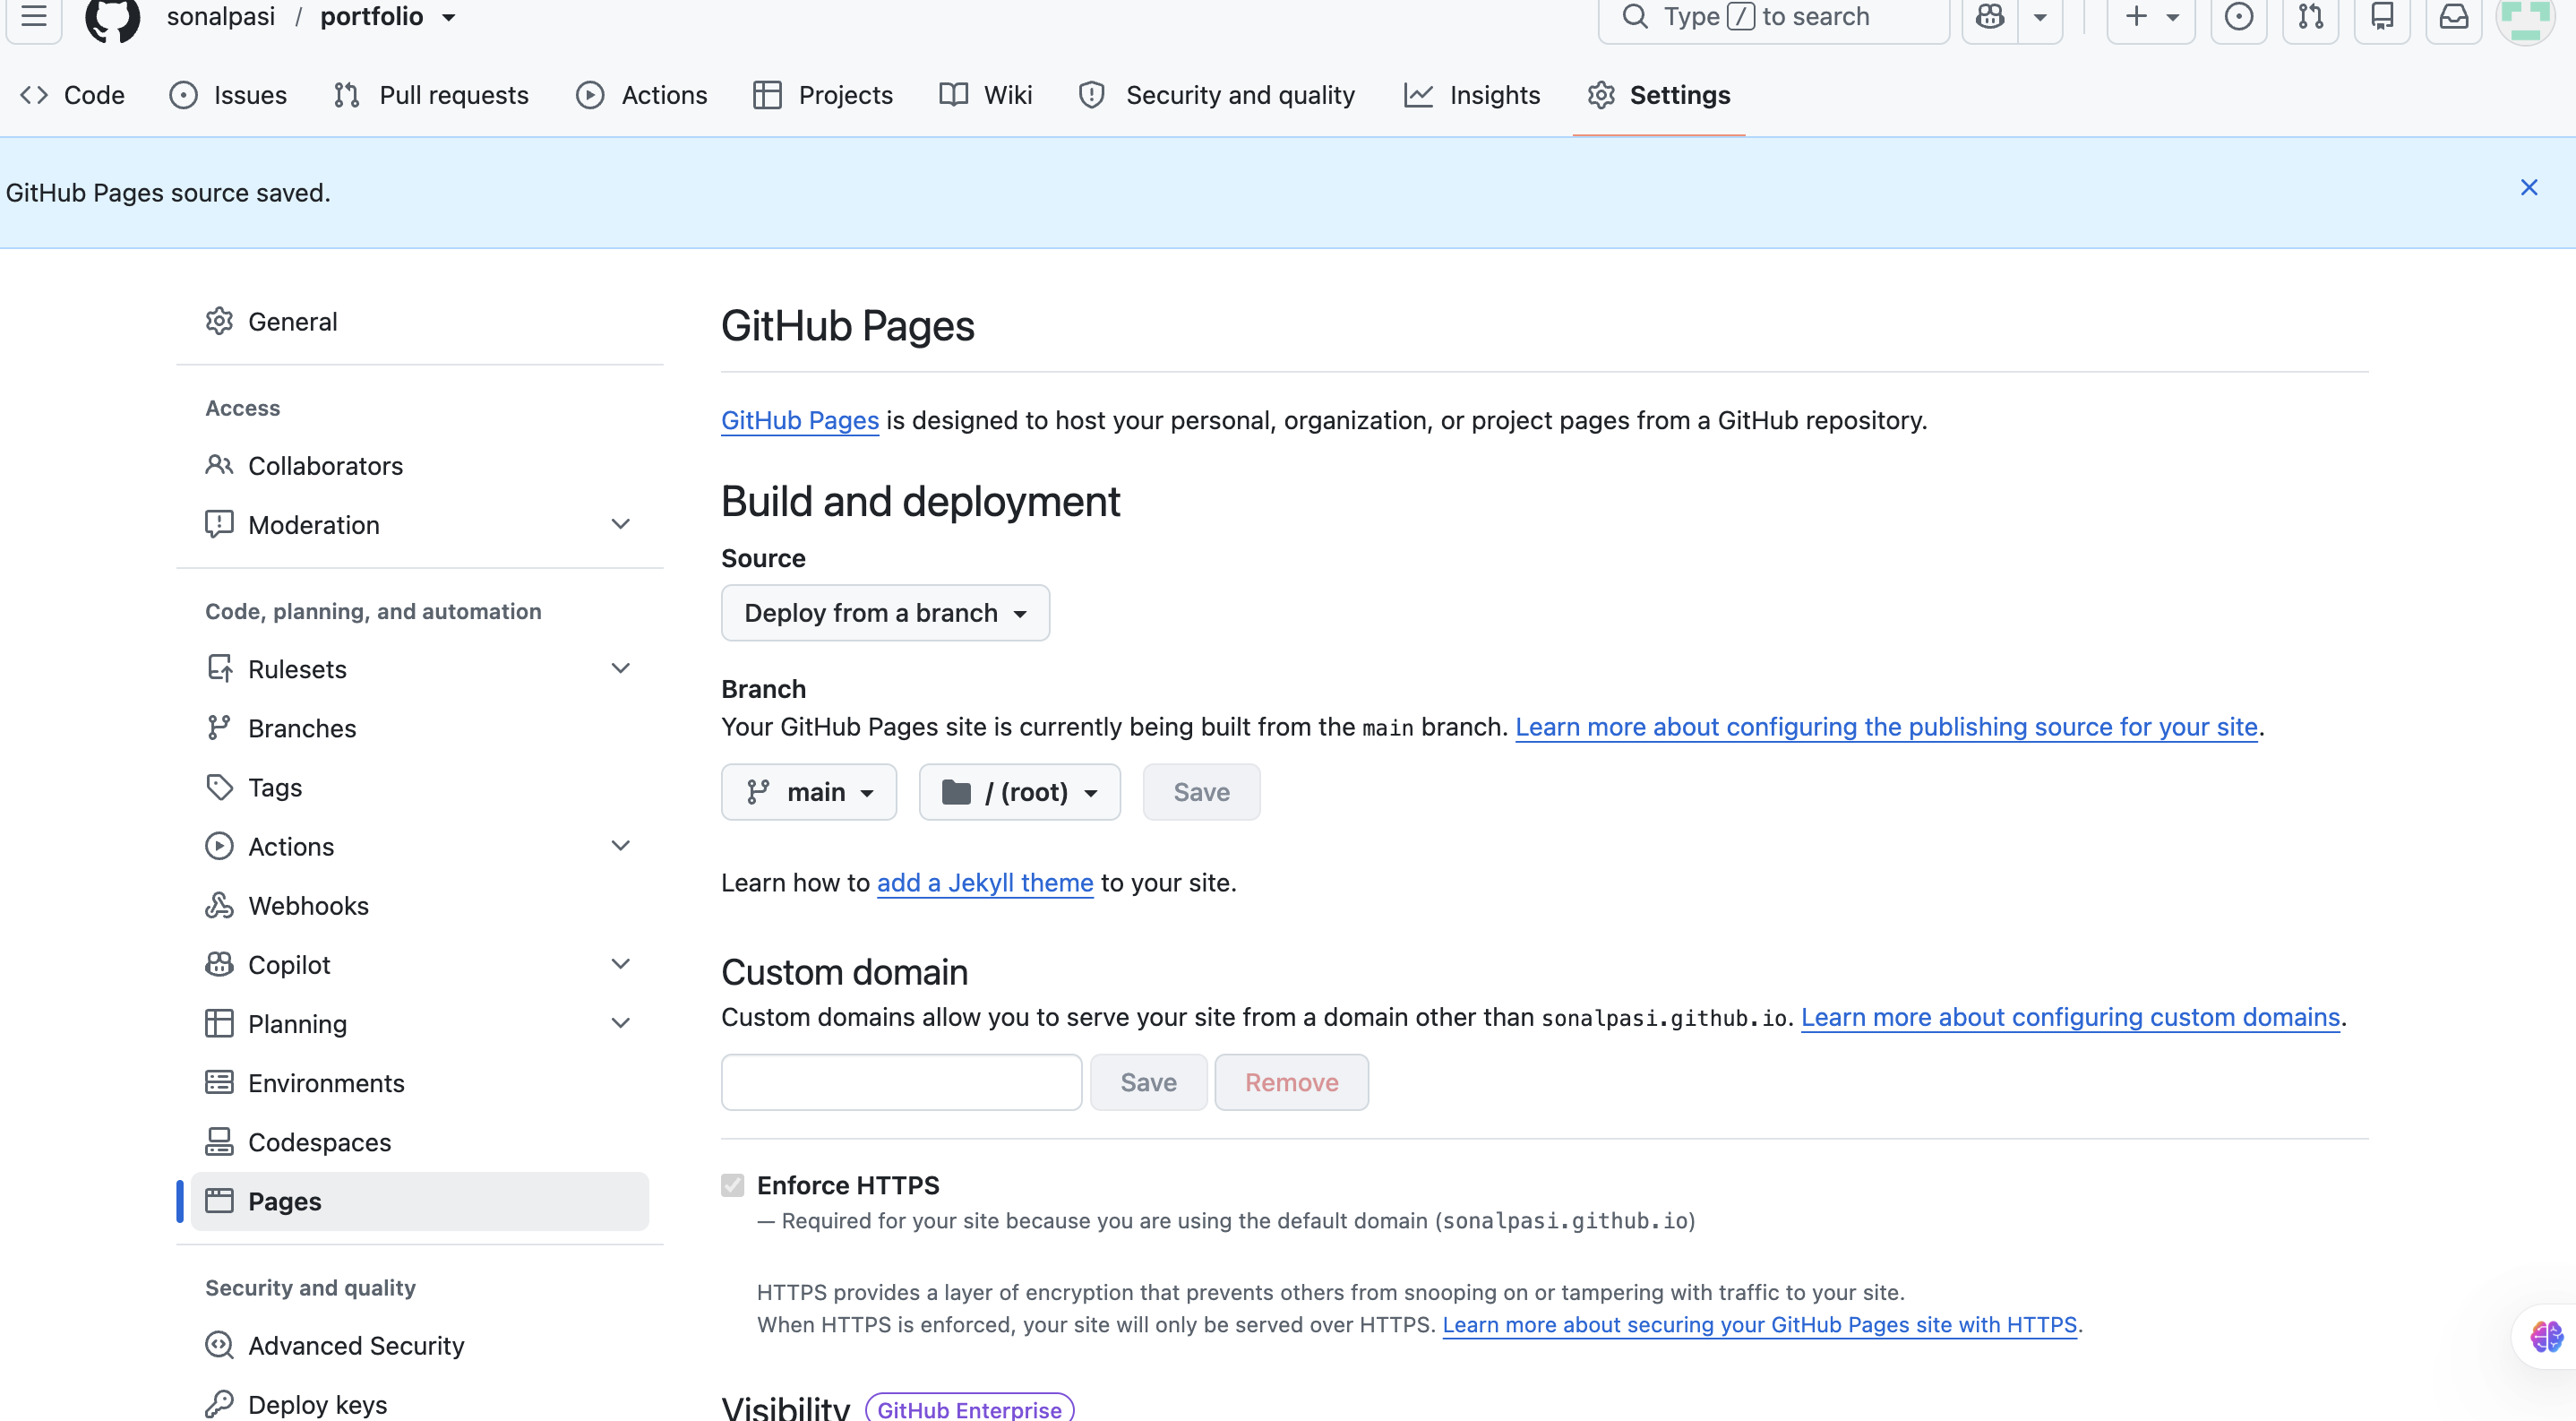 sonalpasi / portfolio
Type / to search
Code Issues Pull requests Actions Projects Wiki Security and quality Insights Settings
GitHub Pages source saved.
General
Access
Collaborators
Moderation
Code, planning, and automation
Rulesets
Branches
Tags
Actions
Webhooks
Copilot
Planning
Environments
Codespaces
Pages
Security and quality
Advanced Security
Deploy keys
GitHub Pages
GitHub Pages is designed to host your personal, organization, or project pages from a GitHub repository.
Build and deployment
Source
Deploy from a branch
Branch
Your GitHub Pages site is currently being built from the main branch. Learn more about configuring the publishing source for your site.
main / (root) Save
Learn how to add a Jekyll theme to your site.
Custom domain
Custom domains allow you to serve your site from a domain other than sonalpasi.github.io. Learn more about configuring custom domains.
Save Remove
Enforce HTTPS
— Required for your site because you are using the default domain (sonalpasi.github.io)
HTTPS provides a layer of encryption that prevents others from snooping on or tampering with traffic to your site.
When HTTPS is enforced, your site will only be served over HTTPS. Learn more about securing your GitHub Pages site with HTTPS.
Visibility GitHub Enterprise